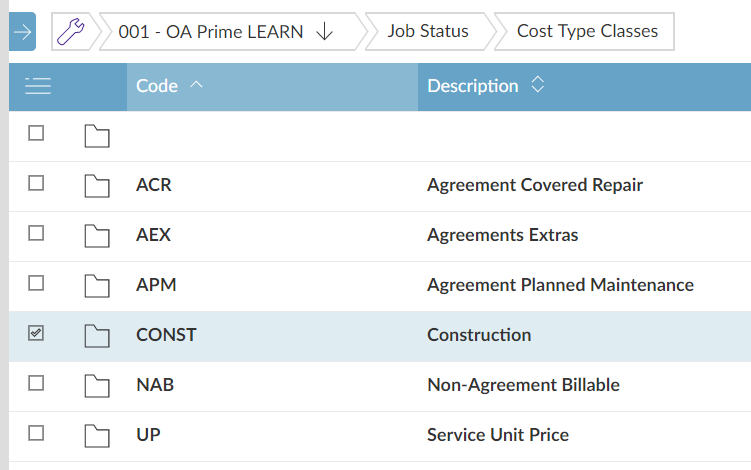 001 - OA Prime LEARN Job Status Cost Type Classes
Code Description
ACR Agreement Covered Repair
AEX Agreements Extras
APM Agreement Planned Maintenance
CONST Construction
NAB Non-Agreement Billable
UP Service Unit Price